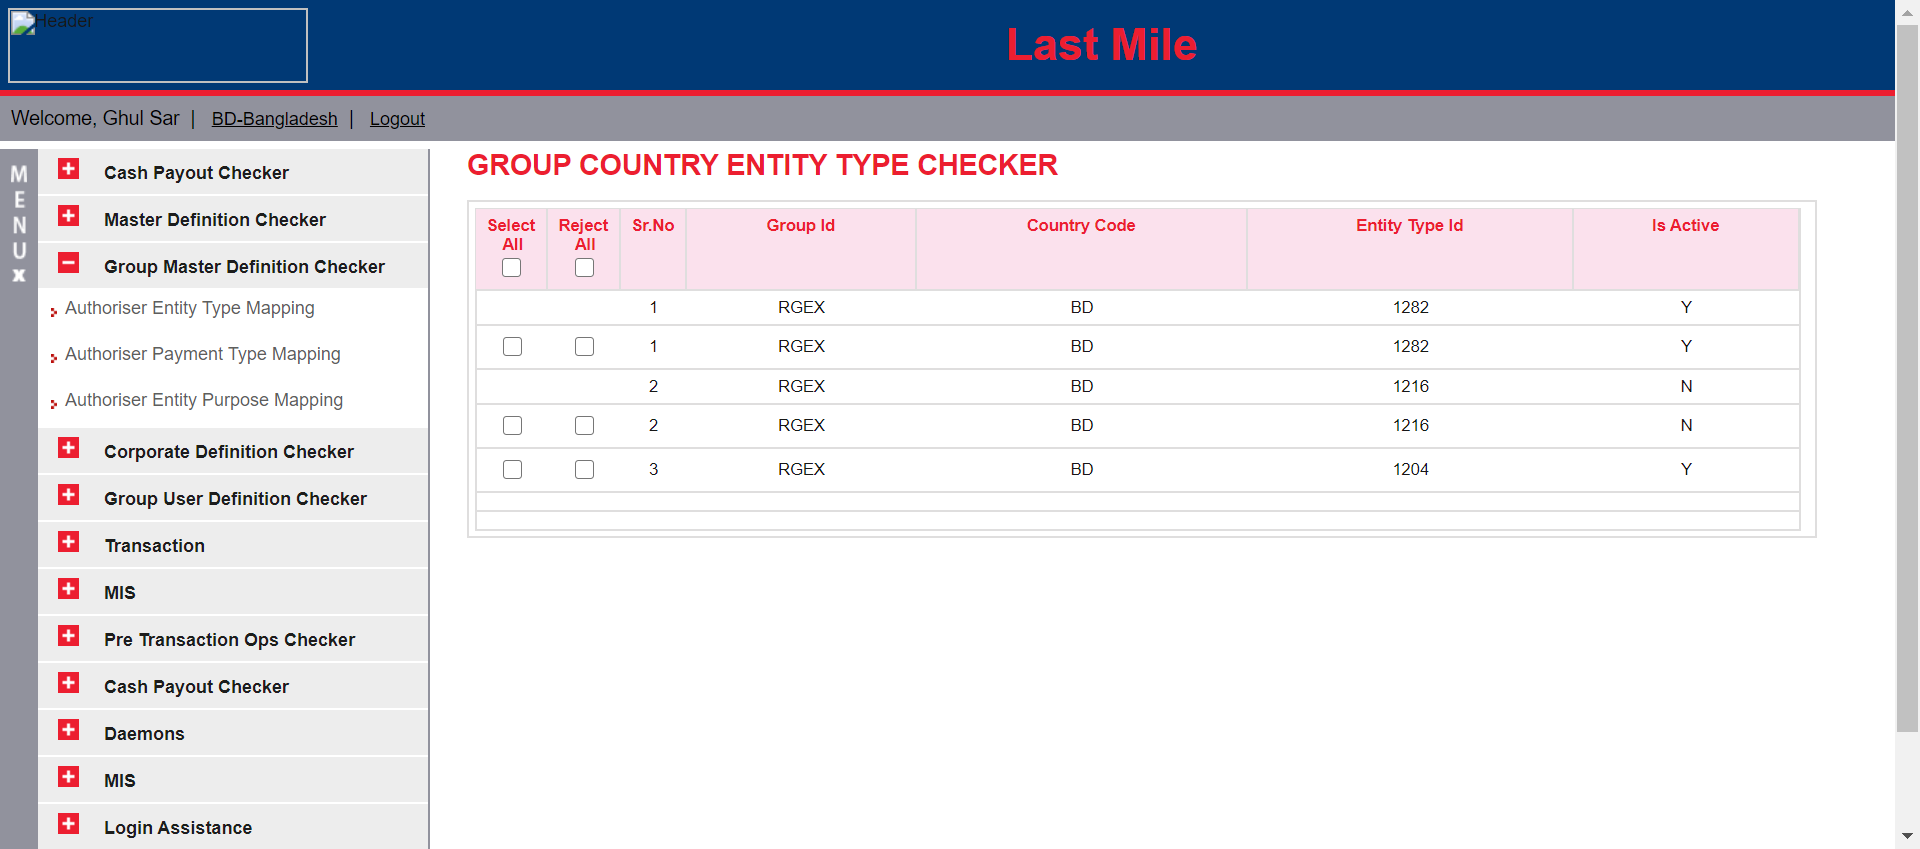 Header
Last Mile
Welcome, Ghul Sar | BD-Bangladesh | Logout
MENU x
Cash Payout Checker
Master Definition Checker
Group Master Definition Checker
Authoriser Entity Type Mapping
Authoriser Payment Type Mapping
Authoriser Entity Purpose Mapping
Corporate Definition Checker
Group User Definition Checker
Transaction
MIS
Pre Transaction Ops Checker
Cash Payout Checker
Daemons
MIS
Login Assistance
GROUP COUNTRY ENTITY TYPE CHECKER
Select All Reject All Sr.No Group Id Country Code Entity Type Id Is Active
1 RGEX BD 1282 Y
1 RGEX BD 1282 Y
2 RGEX BD 1216 N
2 RGEX BD 1216 N
3 RGEX BD 1204 Y